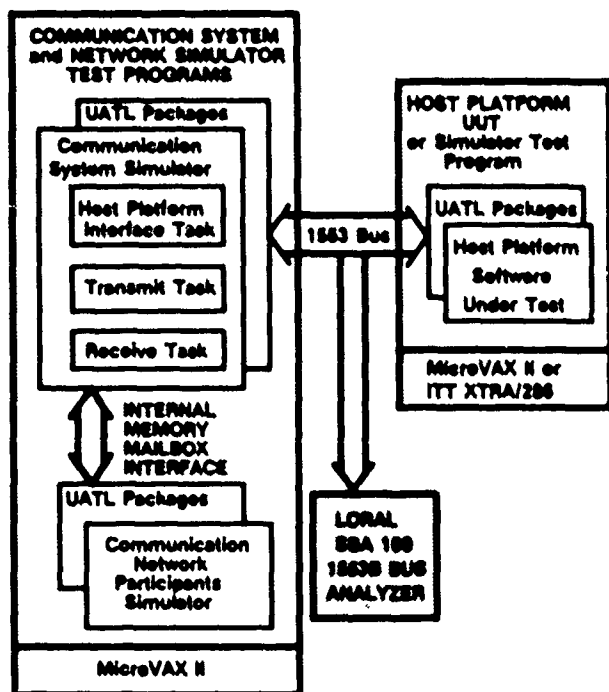 COMMUNICATION SYSTEM
and NETWORK SIMULATOR
TEST PROGRAMS
UATL Packages
Communication
System Simulator
Host Platform
Interface Task
Transmit Task
Receive Task
INTERNAL
MEMORY
MAILBOX
INTERFACE
UATL Packages
Communication
Network
Participants
Simulator
MicroVAX II
1553 Bus
HOST PLATFORM
UUT
or Simulator Test
Program
UATL Packages
Host Platform
Software
Under Test
MicroVAX II or
ITT XTRA/286
LORAL
SBA 100
1553B BUS
ANALYZER